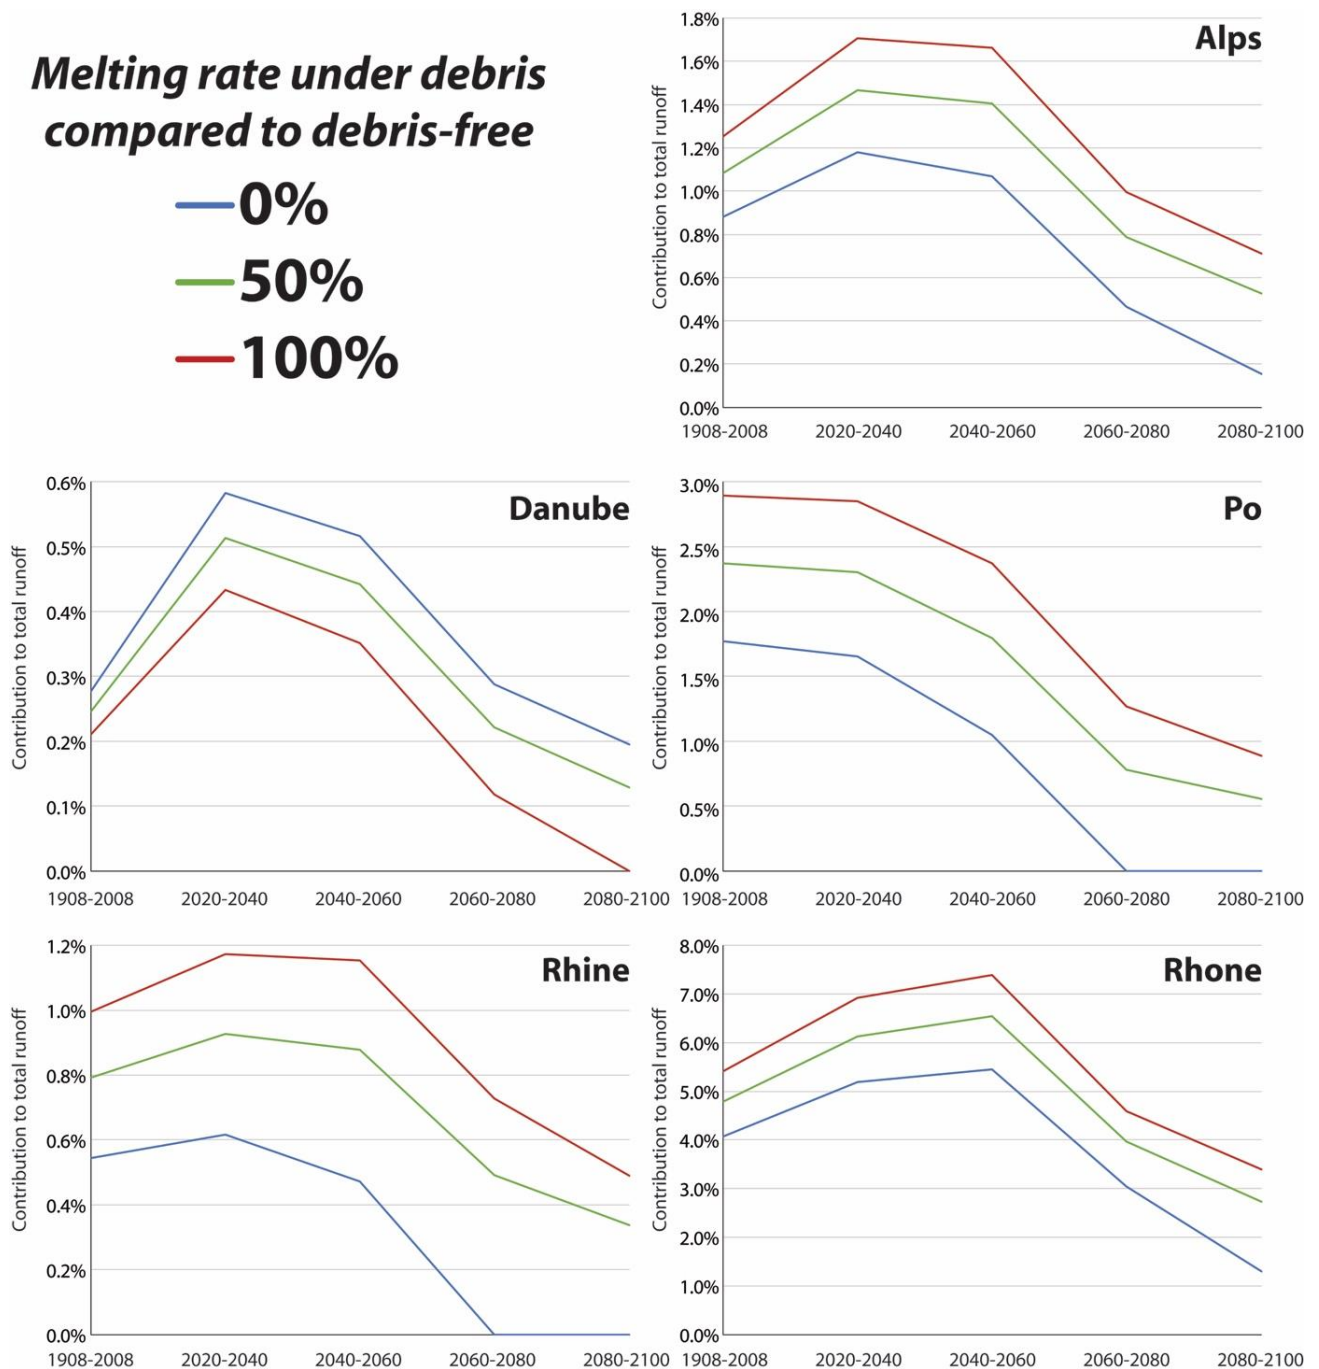 Melting rate under debris
compared to debris-free
0%
50%
100%
Alps
Contribution to total runoff
1.8%
1.6%
1.4%
1.2%
1.0%
0.8%
0.6%
0.4%
0.2%
0.0%
1908-2008 2020-2040 2040-2060 2060-2080 2080-2100
Danube
Contribution to total runoff
0.6%
0.5%
0.4%
0.3%
0.2%
0.1%
0.0%
1908-2008 2020-2040 2040-2060 2060-2080 2080-2100
Po
Contribution to total runoff
3.0%
2.5%
2.0%
1.5%
1.0%
0.5%
0.0%
1908-2008 2020-2040 2040-2060 2060-2080 2080-2100
Rhine
Contribution to total runoff
1.2%
1.0%
0.8%
0.6%
0.4%
0.2%
0.0%
1908-2008 2020-2040 2040-2060 2060-2080 2080-2100
Rhone
Contribution to total runoff
8.0%
7.0%
6.0%
5.0%
4.0%
3.0%
2.0%
1.0%
0.0%
1908-2008 2020-2040 2040-2060 2060-2080 2080-2100